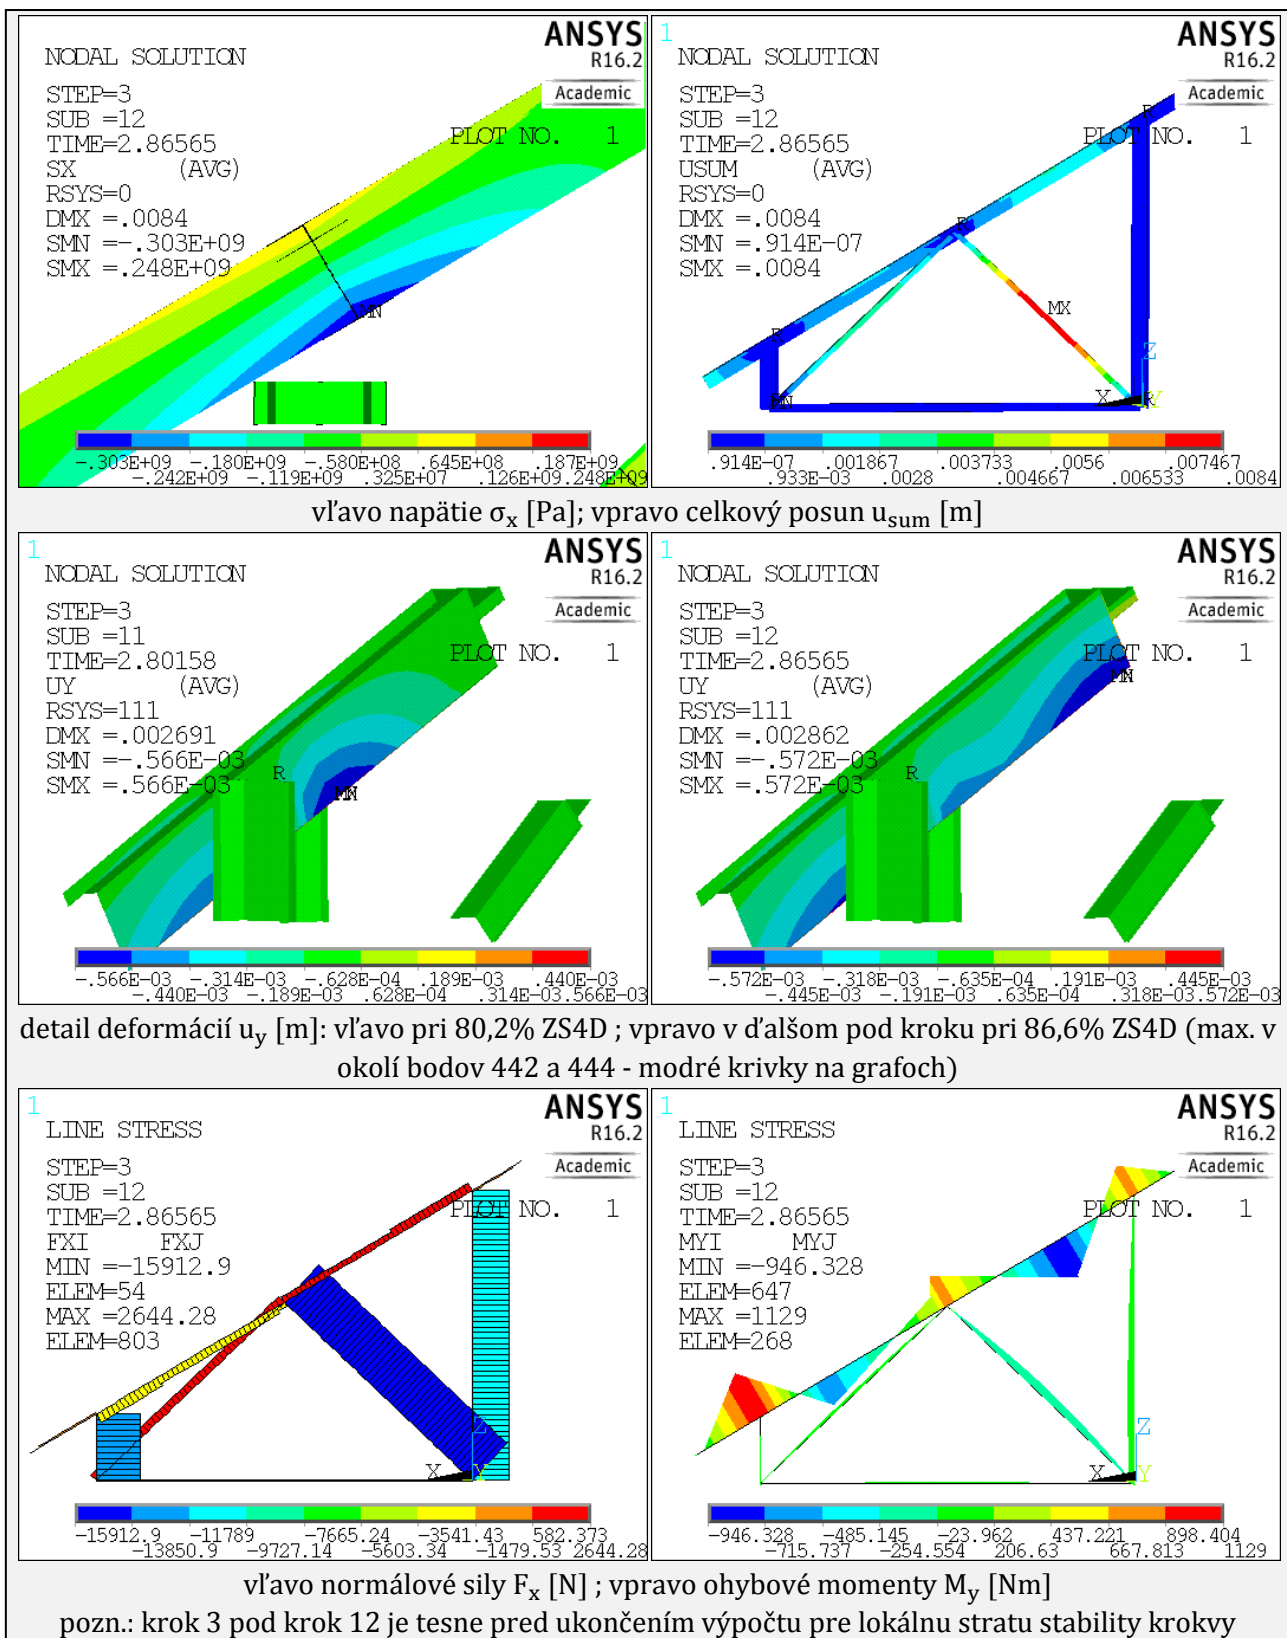 1
NODAL SOLUTION
ANSYS
R16.2
Academic
STEP=3
SUB =12
TIME=2.86565
SX (AVG)
RSYS=0
DMX =.0084
SMN =-.303E+09
SMX =.248E+09
PLOT NO. 1
MN
-.303E+09 -.180E+09 -.580E+08 .645E+08 .187E+09
-.242E+09 -.119E+09 .325E+07 .126E+09 .248E+09
NODAL SOLUTION
ANSYS
R16.2
Academic
STEP=3
SUB =12
TIME=2.86565
USUM (AVG)
RSYS=0
DMX =.0084
SMN =.914E-07
SMX =.0084
PLOT NO. 1
R
R
MX
R
Z
MN
X
Y
R
.914E-07 .001867 .003733 .0056 .007467
.933E-03 .0028 .004667 .006533 .0084
vľavo napätie σx [Pa]; vpravo celkový posun usum [m]
1
NODAL SOLUTION
ANSYS
R16.2
Academic
STEP=3
SUB =11
TIME=2.80158
UY (AVG)
RSYS=111
DMX =.002691
SMN =-.566E-03
SMX =.566E-03
PLOT NO. 1
R
MN
-.566E-03 -.314E-03 -.628E-04 .189E-03 .440E-03
-.440E-03 -.189E-03 .628E-04 .314E-03 .566E-03
1
NODAL SOLUTION
ANSYS
R16.2
Academic
STEP=3
SUB =12
TIME=2.86565
UY (AVG)
RSYS=111
DMX =.002862
SMN =-.572E-03
SMX =.572E-03
PLOT NO. 1
MN
R
-.572E-03 -.318E-03 -.635E-04 .191E-03 .445E-03
-.445E-03 -.191E-03 .635E-04 .318E-03 .572E-03
detail deformácií uy [m]: vľavo pri 80,2% ZS4D ; vpravo v ďalšom pod kroku pri 86,6% ZS4D (max. v
okolí bodov 442 a 444 - modré krivky na grafoch)
1
LINE STRESS
ANSYS
R16.2
Academic
STEP=3
SUB =12
TIME=2.86565
FXI FXJ
MIN =-15912.9
ELEM=54
MAX =2644.28
ELEM=803
PLOT NO. 1
Z
X
Y
-15912.9 -11789 -7665.24 -3541.43 582.373
-13850.9 -9727.14 -5603.34 -1479.53 2644.28
1
LINE STRESS
ANSYS
R16.2
Academic
STEP=3
SUB =12
TIME=2.86565
MYI MYJ
MIN =-946.328
ELEM=647
MAX =1129
ELEM=268
PLOT NO. 1
Z
X
Y
-946.328 -485.145 -23.962 4377.221 898.404
-715.737 -254.554 206.63 667.813 1129
vľavo normálové sily Fx [N] ; vpravo ohybové momenty My [Nm]
pozn.: krok 3 pod krok 12 je tesne pred ukončením výpočtu pre lokálnu stratu stability krokvy